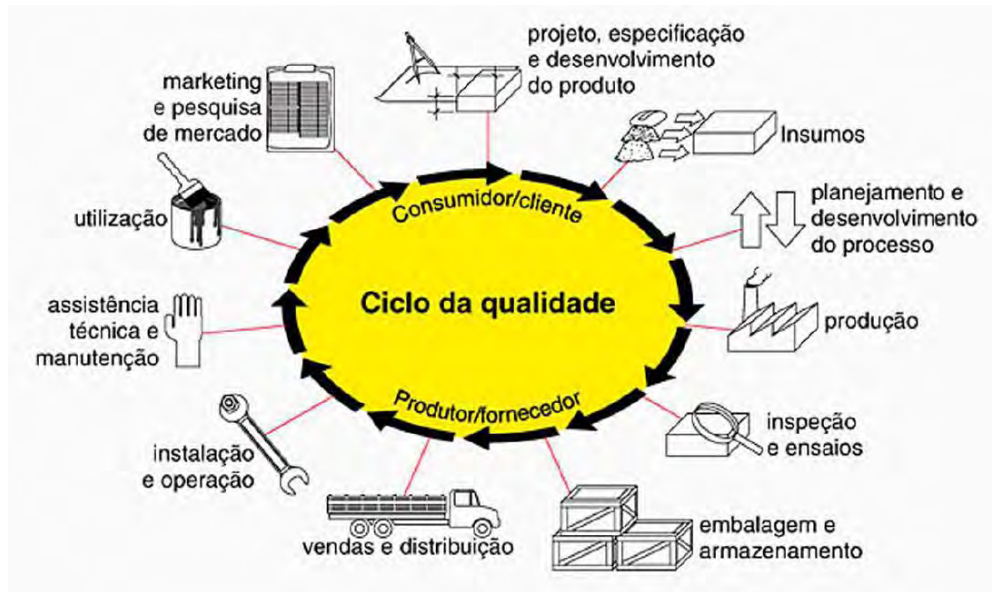 projeto, especificação
e desenvolvimento
do produto
marketing
e pesquisa
de mercado
Insumos
utilização
planejamento e
desenvolvimento
do processo
Consumidor/cliente
Ciclo da qualidade
Produtor/fornecedor
assistência
técnica e
manutenção
produção
instalação
e operação
inspeção
e ensaios
vendas e distribuição
embalagem e
armazenamento